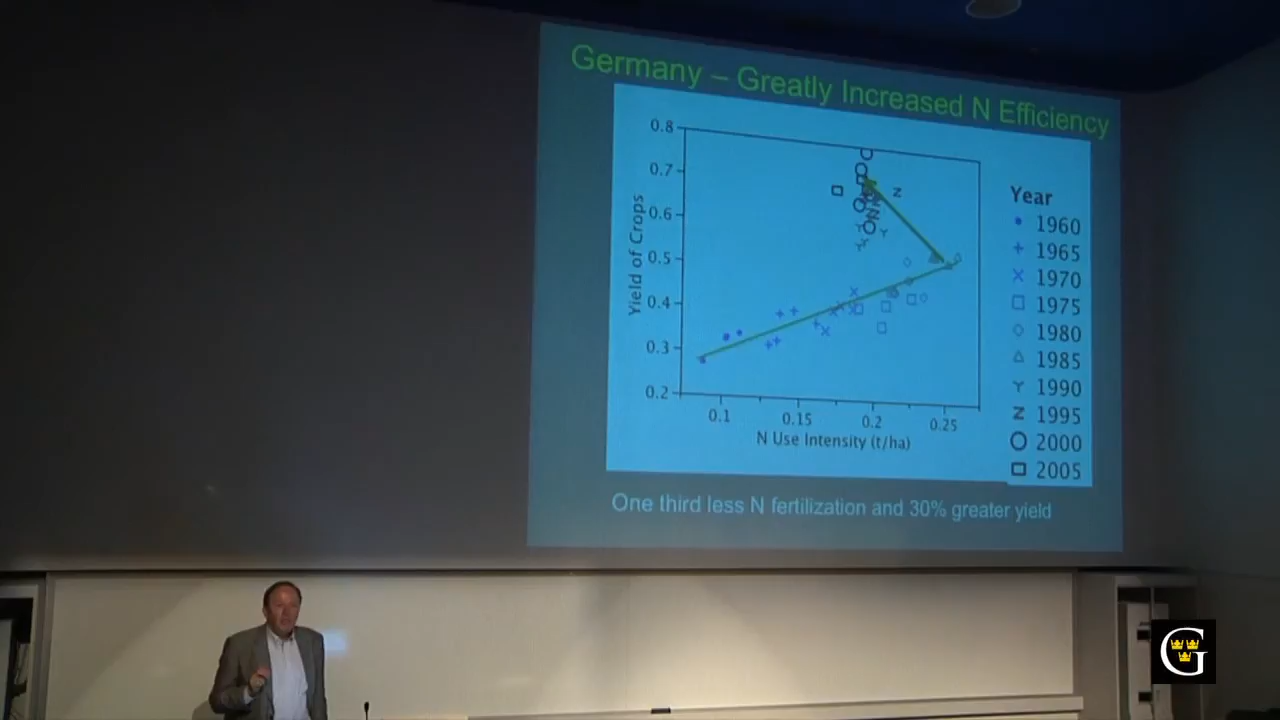 Germany – Greatly Increased N Efficiency
0.8
0.7
0.6
0.5
0.4
0.3
0.2
Yield of Crops
0.1 0.15 0.2 0.25
N Use Intensity (t/ha)
Year
1960
1965
1970
1975
1980
1985
1990
1995
2000
2005
One third less N fertilization and 30% greater yield
G